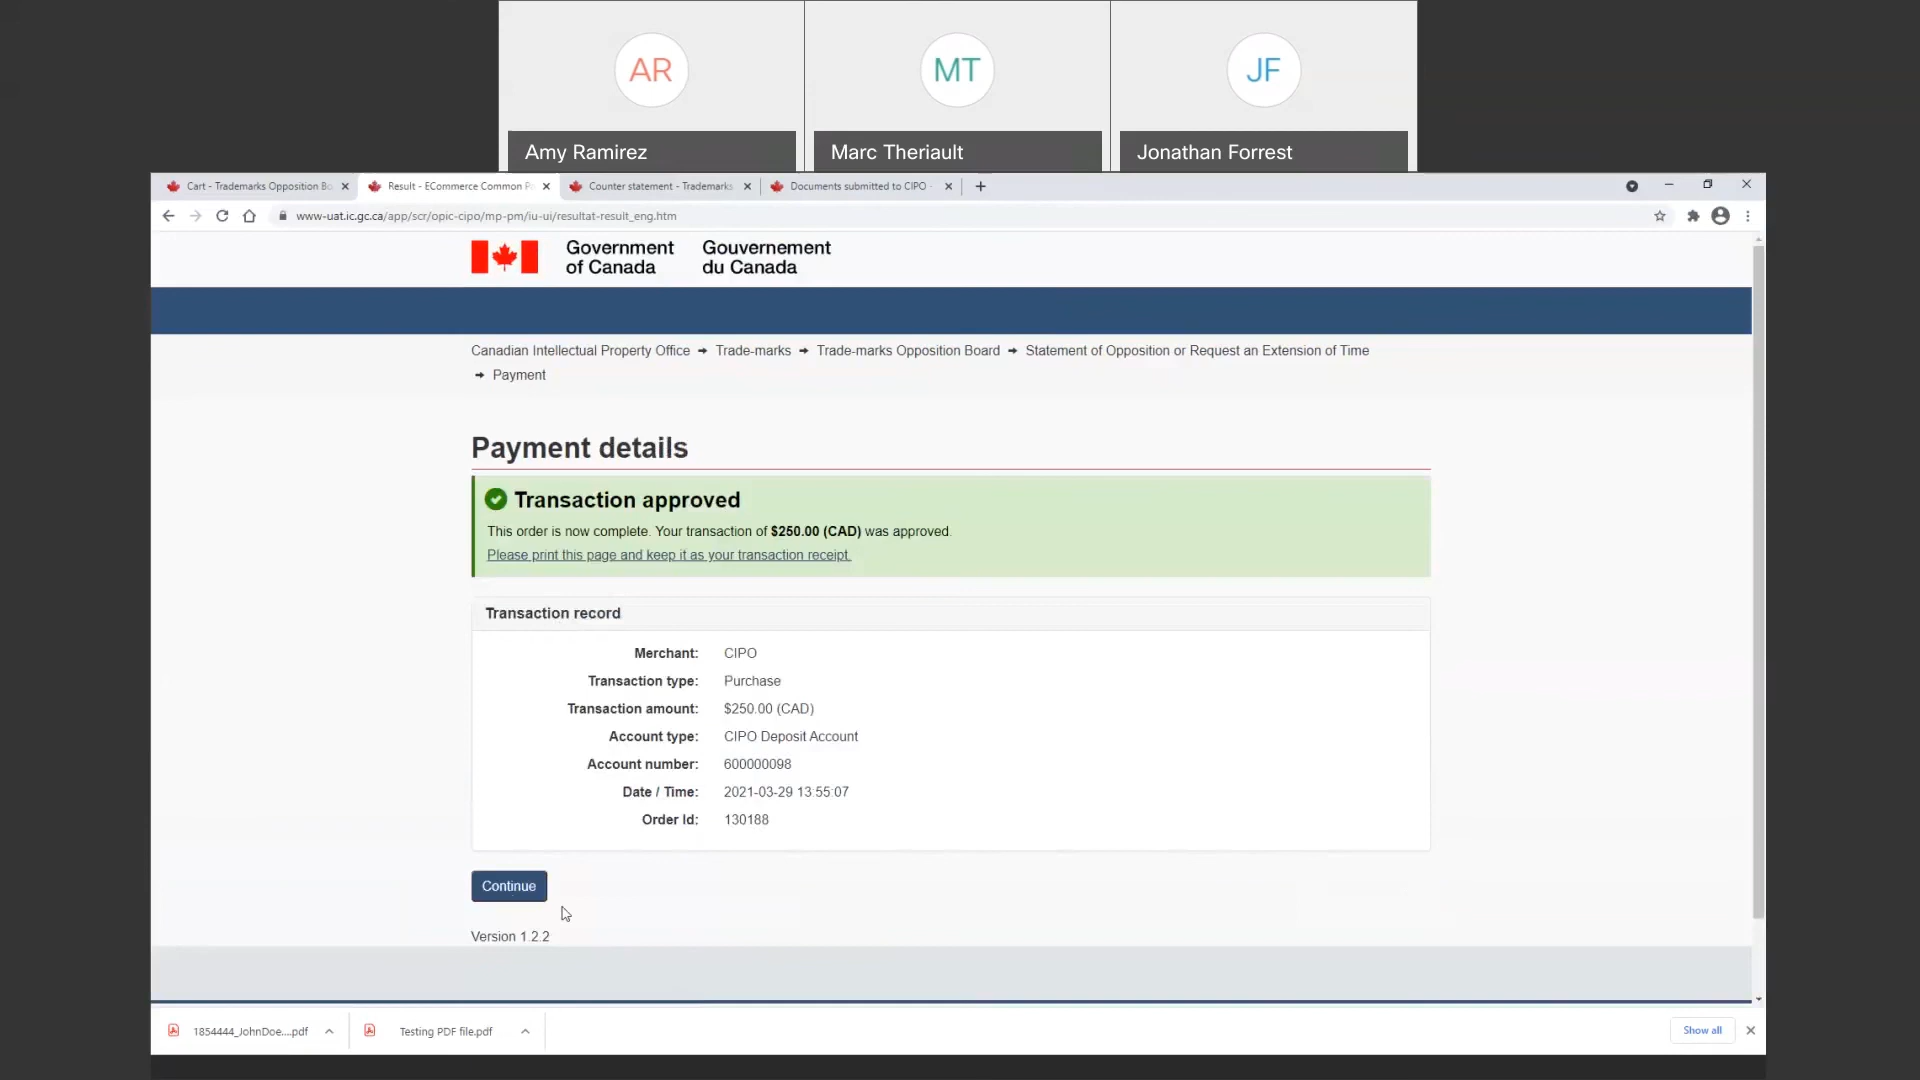 AR
MT
JF
Amy Ramirez
Marc Theriault
Jonathan Forrest
Cart - Trademarks Opposition Bo
Result - ECommerce Common P
Counter statement - Trademarks
Documents submitted to CIPO -
www-uat.ic.gc.ca/app/scr/opic-cipo/mp-pm/iu-ui/resultat-result_eng.htm
Government
of Canada
Gouvernement
du Canada
Canadian Intellectual Property Office → Trade-marks → Trade-marks Opposition Board → Statement of Opposition or Request an Extension of Time
→ Payment
Payment details
Transaction approved
This order is now complete. Your transaction of $250.00 (CAD) was approved.
Please print this page and keep it as your transaction receipt.
Transaction record
Merchant: CIPO
Transaction type: Purchase
Transaction amount: $250.00 (CAD)
Account type: CIPO Deposit Account
Account number: 600000098
Date / Time: 2021-03-29 13:55:07
Order Id: 130188
Continue
Version 1.2.2
1854444_JohnDoe....pdf
Testing PDF file.pdf
Show all